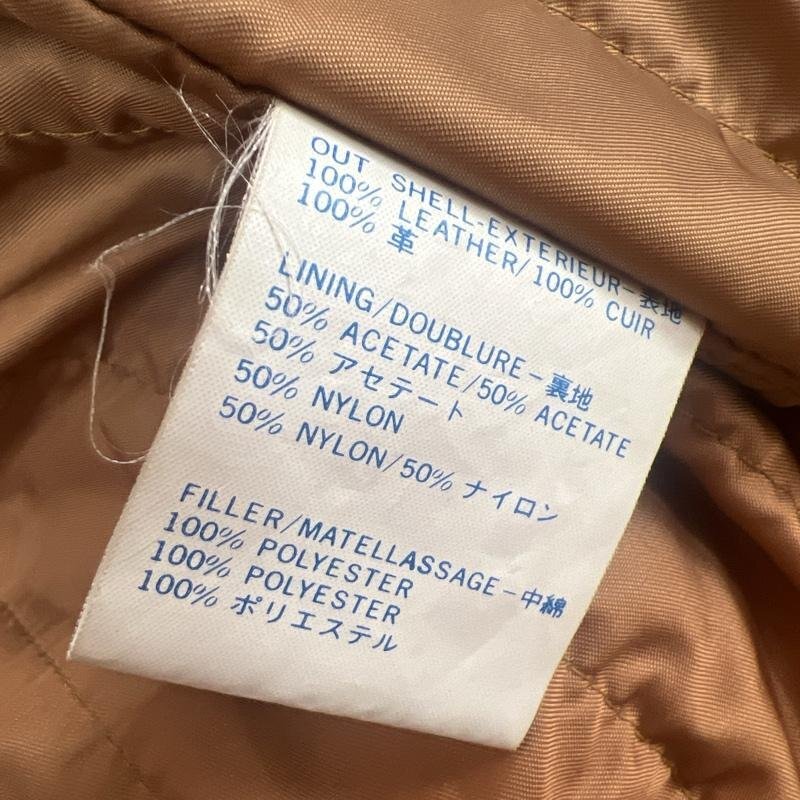 OUT SHELL-EXTERIEUR-表地
100% LEATHER/100% CUIR
100% 革
LINING/DOUBLURE-裏地
50% ACETATE/50% ACETATE
50% アセテート
50% NYLON
50% NYLON/50% ナイロン
FILLER/MATELLASSAGE-中綿
100% POLYESTER
100% POLYESTER
100% ポリエステル